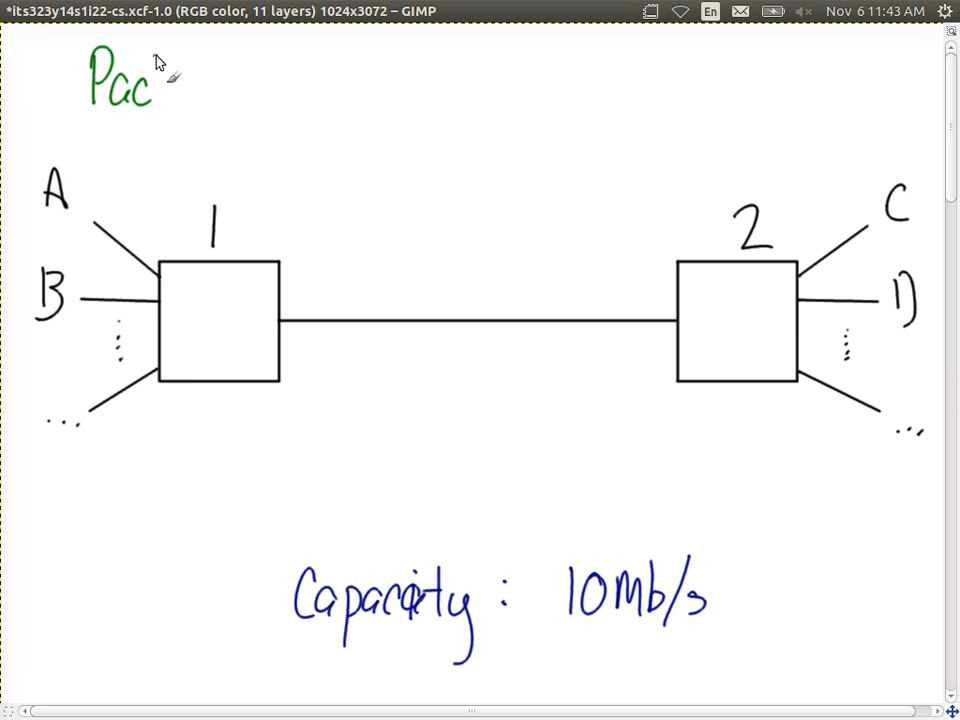 *its323y14s1i22-cs.xcf-1.0 (RGB color, 11 layers) 1024x3072 – GIMP
En
Nov 6 11:43 AM
Pac
A
1
2
C
B
D
...
...
Capacity : 10Mb/s